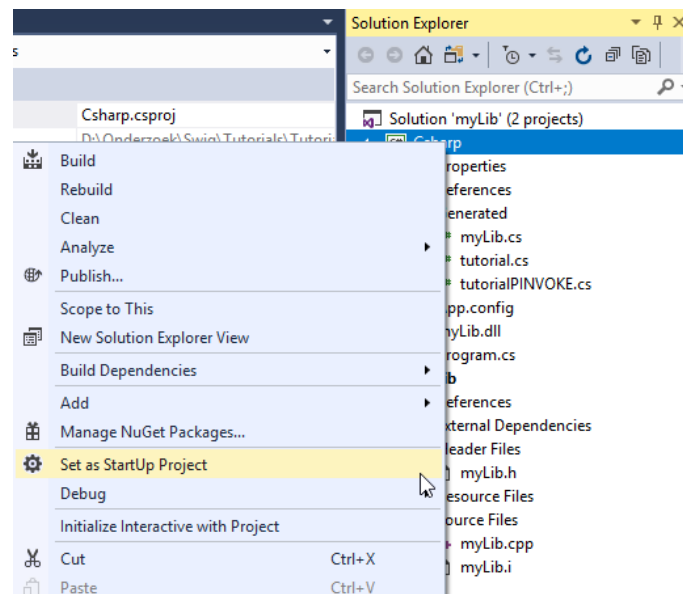 Solution Explorer
s
Search Solution Explorer (Ctrl+;)
Csharp.csproj
D:\Onderzoek\Swig\Tutorials\Tutori
Solution 'myLib' (2 projects)
Csharp
Build
Rebuild
Clean
Analyze
Publish...
Scope to This
New Solution Explorer View
Build Dependencies
Add
Manage NuGet Packages...
Set as StartUp Project
Debug
Initialize Interactive with Project
Cut Ctrl+X
Paste Ctrl+V
roperties
eferences
enerated
myLib.cs
tutorial.cs
tutorialPINVOKE.cs
pp.config
yLib.dll
rogram.cs
b
eferences
xternal Dependencies
eader Files
myLib.h
esource Files
ource Files
myLib.cpp
myLib.i